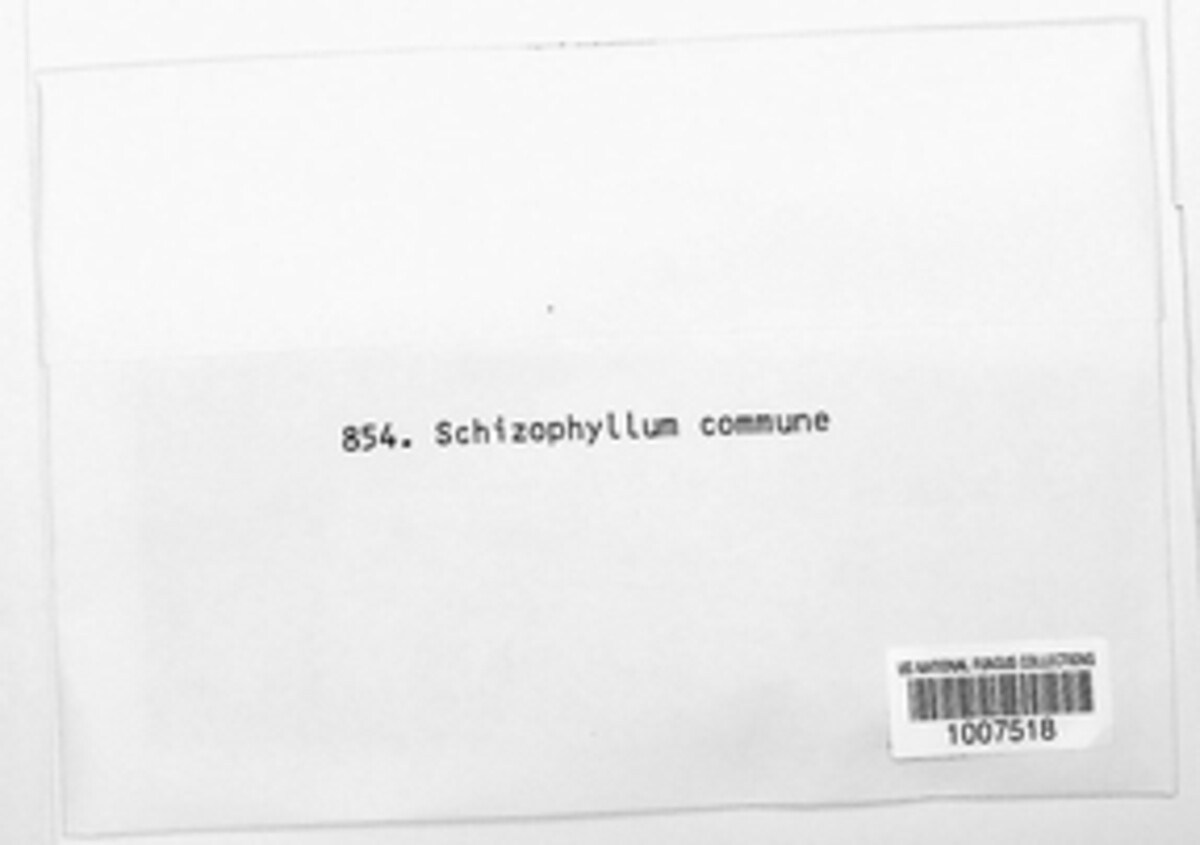 854. Schizophyllum commune
US NATIONAL FUNGUS COLLECTIONS
1007518